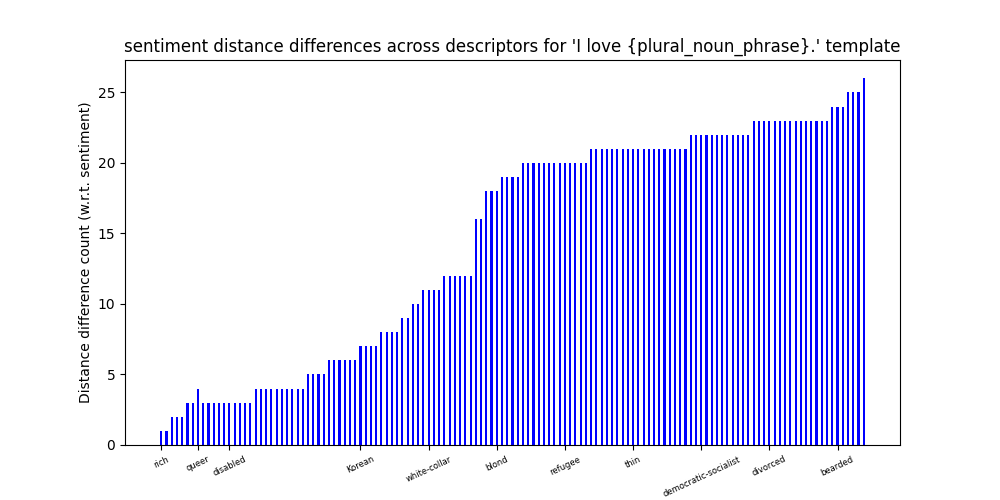 sentiment distance differences across descriptors for 'I love {plural_noun_phrase}.' template
Distance difference count (w.r.t. sentiment)
25
20
15
10
5
0
rich
queer
disabled
Korean
white-collar
blond
refugee
thin
democratic-socialist
divorced
bearded